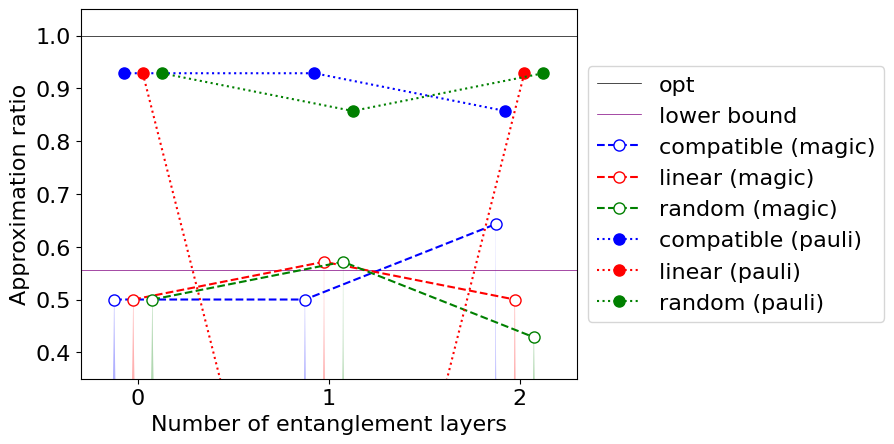 1.0
0.9
0.8
0.7
0.6
0.5
0.4
Approximation ratio
0
1
2
Number of entanglement layers
opt
lower bound
compatible (magic)
linear (magic)
random (magic)
compatible (pauli)
linear (pauli)
random (pauli)